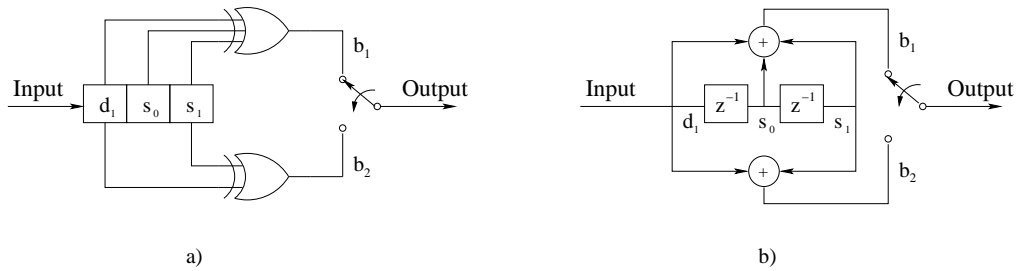 Input
d₁ s₀ s₁
b₁
b₂
Output
a)
Input
d₁
z⁻¹
s₀
z⁻¹
s₁
+
+
b₁
b₂
Output
b)